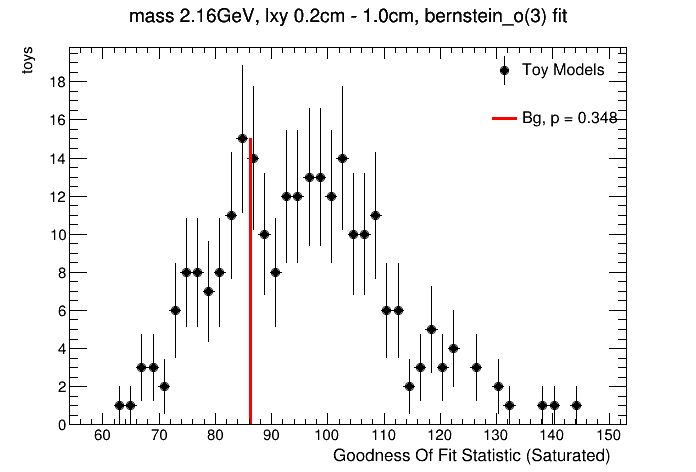 mass 2.16GeV, lxy 0.2cm - 1.0cm, bernstein_o(3) fit
toys
Toy Models
Bg, p = 0.348
18
16
14
12
10
8
6
4
2
0
60 70 80 90 100 110 120 130 140 150
Goodness Of Fit Statistic (Saturated)